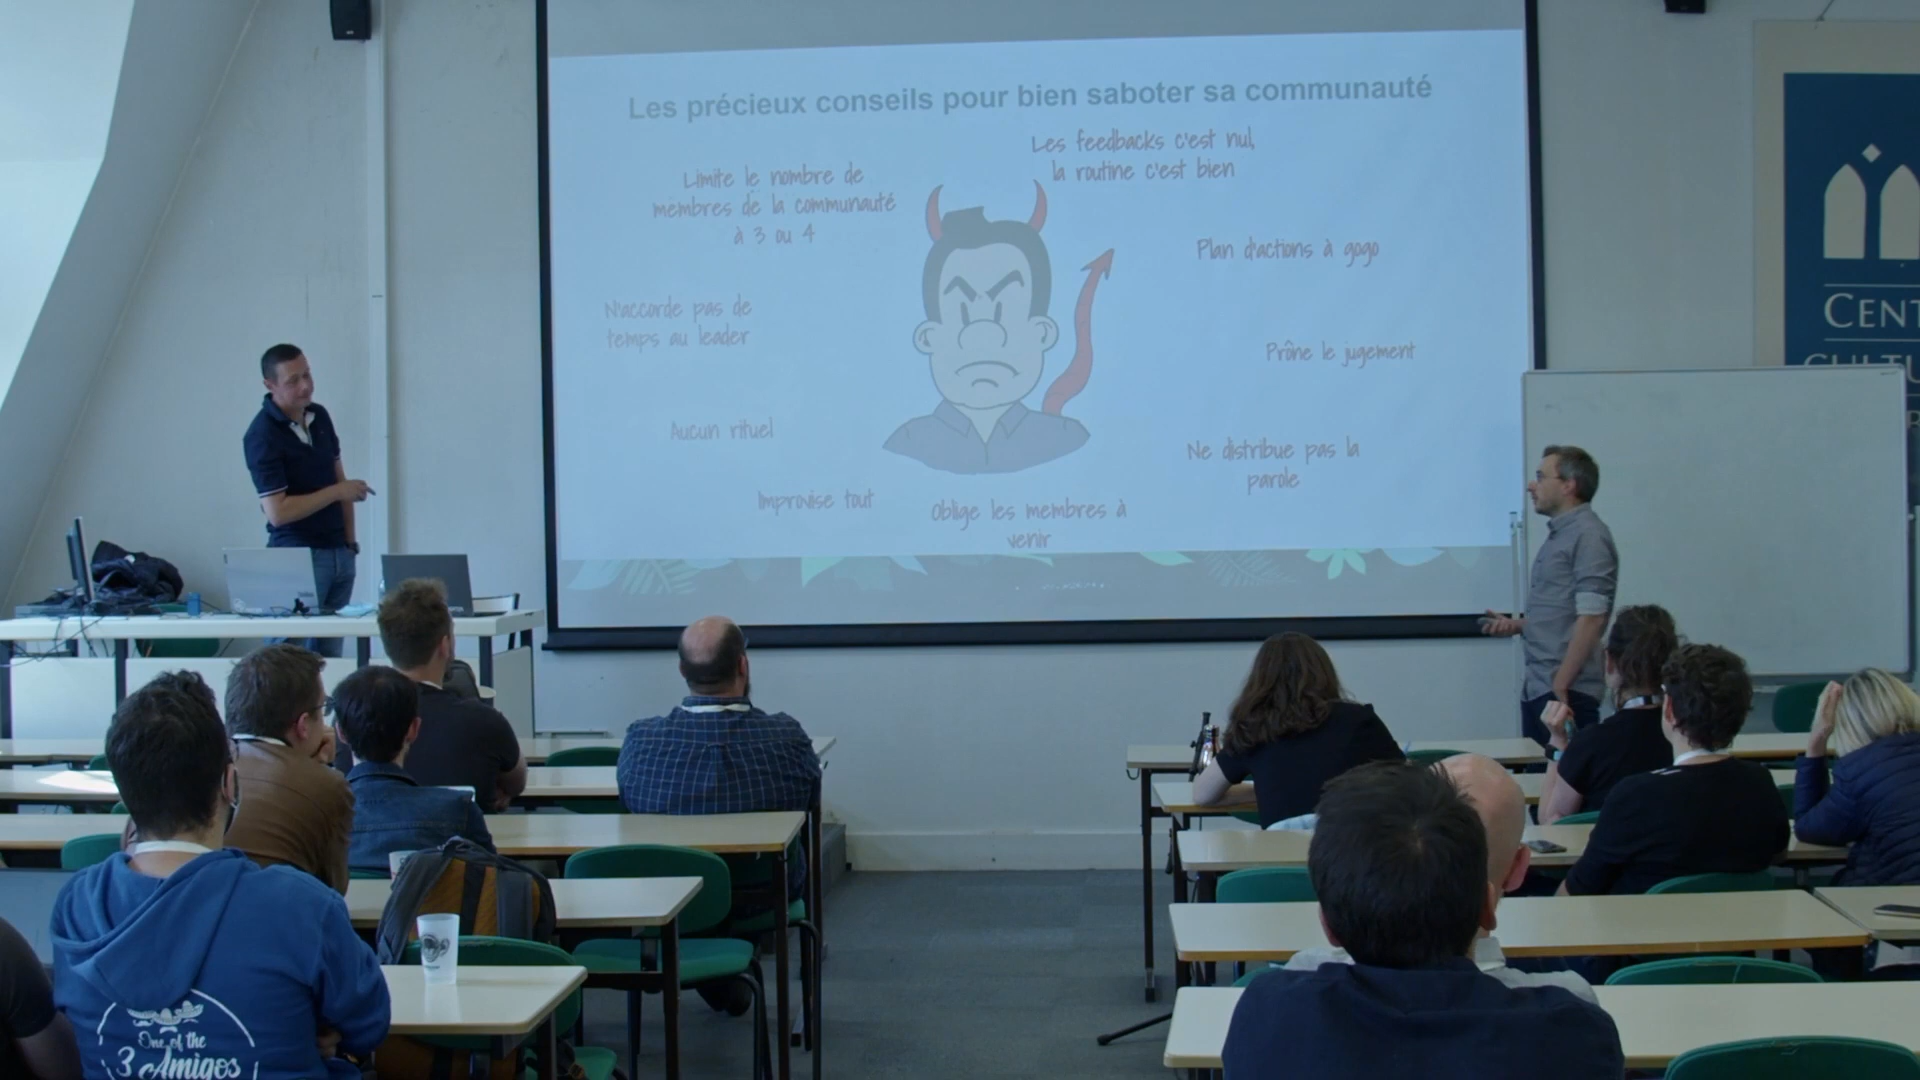 Les précieux conseils pour bien saboter sa communauté
Les feedbacks c'est nul,
la routine c'est bien
Limite le nombre de
membres de la communauté
à 3 ou 4
Plan d'actions à gogo
N'accorde pas de
temps au leader
Prône le jugement
Aucun rituel
Ne distribue pas la
parole
Improvise tout
Oblige les membres à
venir
CENT
CULTU
One of the
3 Amigos